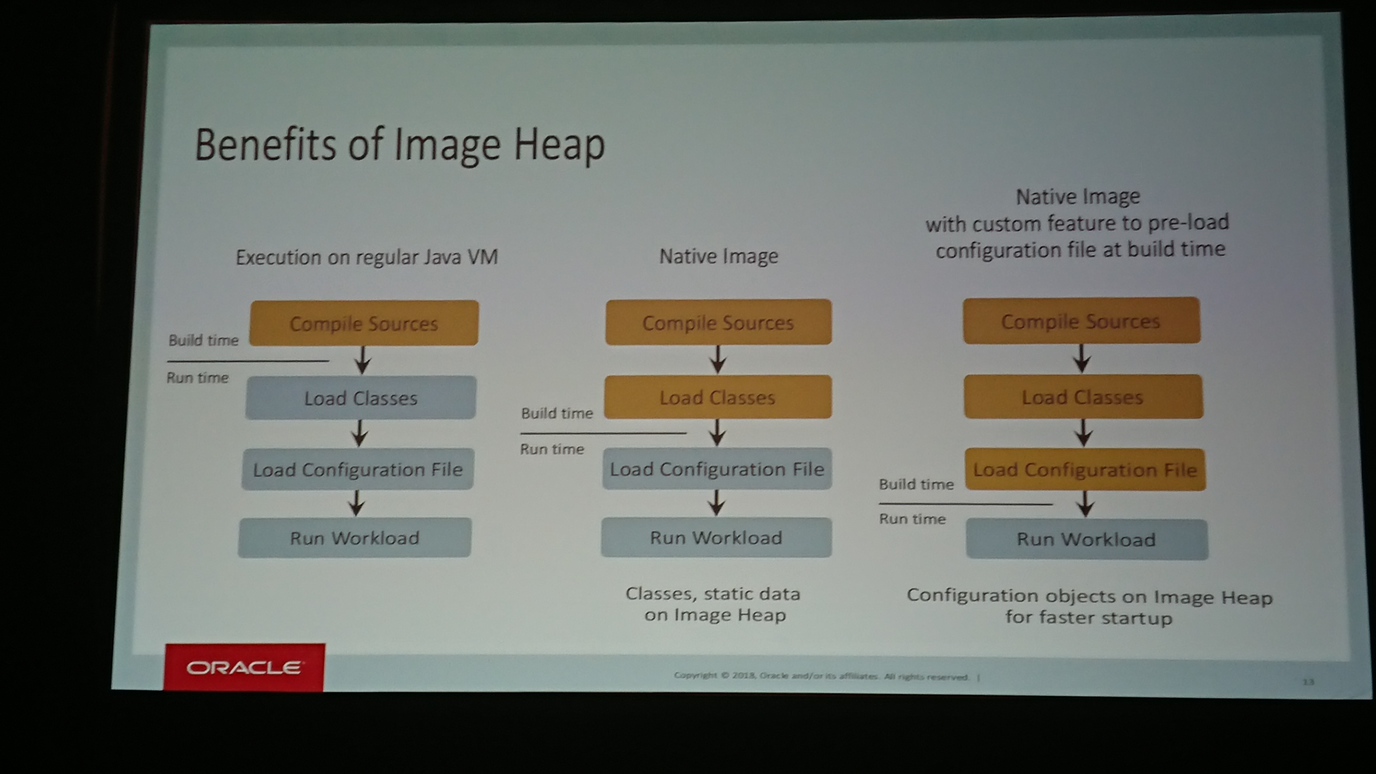 Benefits of Image Heap
Execution on regular Java VM
Compile Sources
Build time
Run time
Load Classes
Load Configuration File
Run Workload
Native Image
Compile Sources
Load Classes
Build time
Run time
Load Configuration File
Run Workload
Classes, static data
on Image Heap
Native Image
with custom feature to pre-load
configuration file at build time
Compile Sources
Load Classes
Load Configuration File
Build time
Run time
Run Workload
Configuration objects on Image Heap
for faster startup
ORACLE
Copyright © 2018, Oracle and/or its affiliates. All rights reserved. |
13